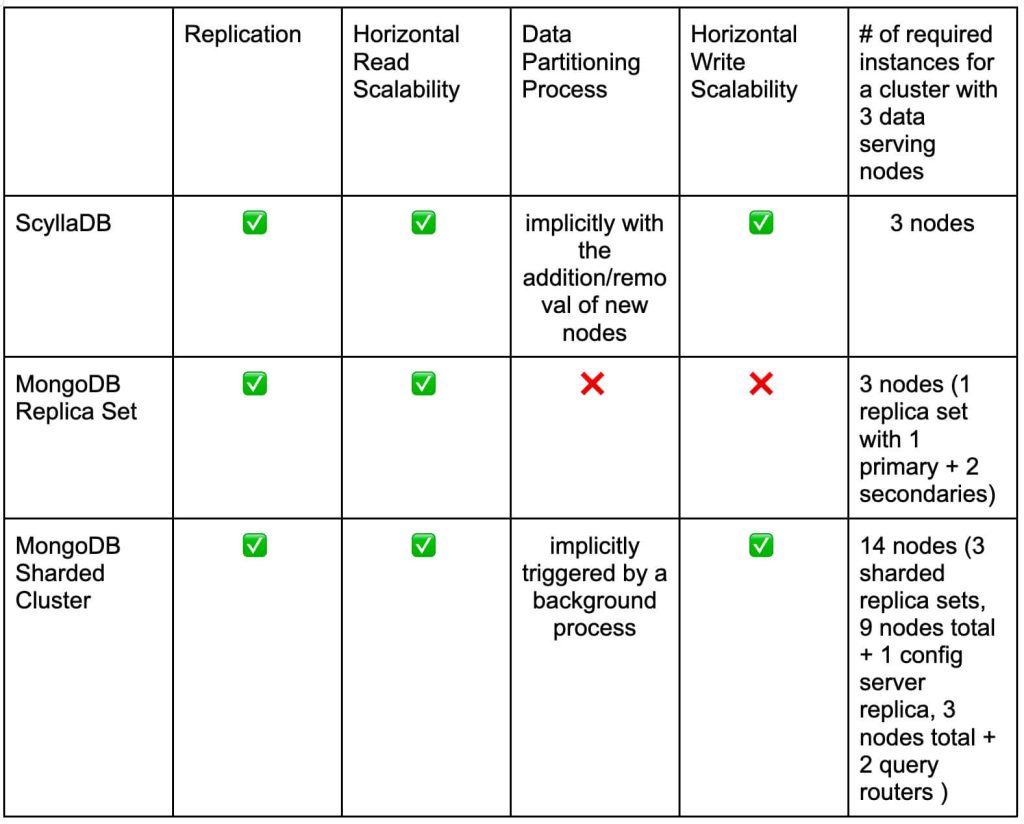 Replication
Horizontal
Read
Scalability
Data
Partitioning
Process
Horizontal
Write
Scalability
# of required
instances for
a cluster with
3 data
serving
nodes
ScyllaDB
✅
✅
implicitly with
the
addition/remo
val of new
nodes
✅
3 nodes
MongoDB
Replica Set
✅
✅
❌
❌
3 nodes (1
replica set
with 1
primary + 2
secondaries)
MongoDB
Sharded
Cluster
✅
✅
implicitly
triggered by a
background
process
✅
14 nodes (3
sharded
replica sets,
9 nodes total
+ 1 config
server
replica, 3
nodes total +
2 query
routers )